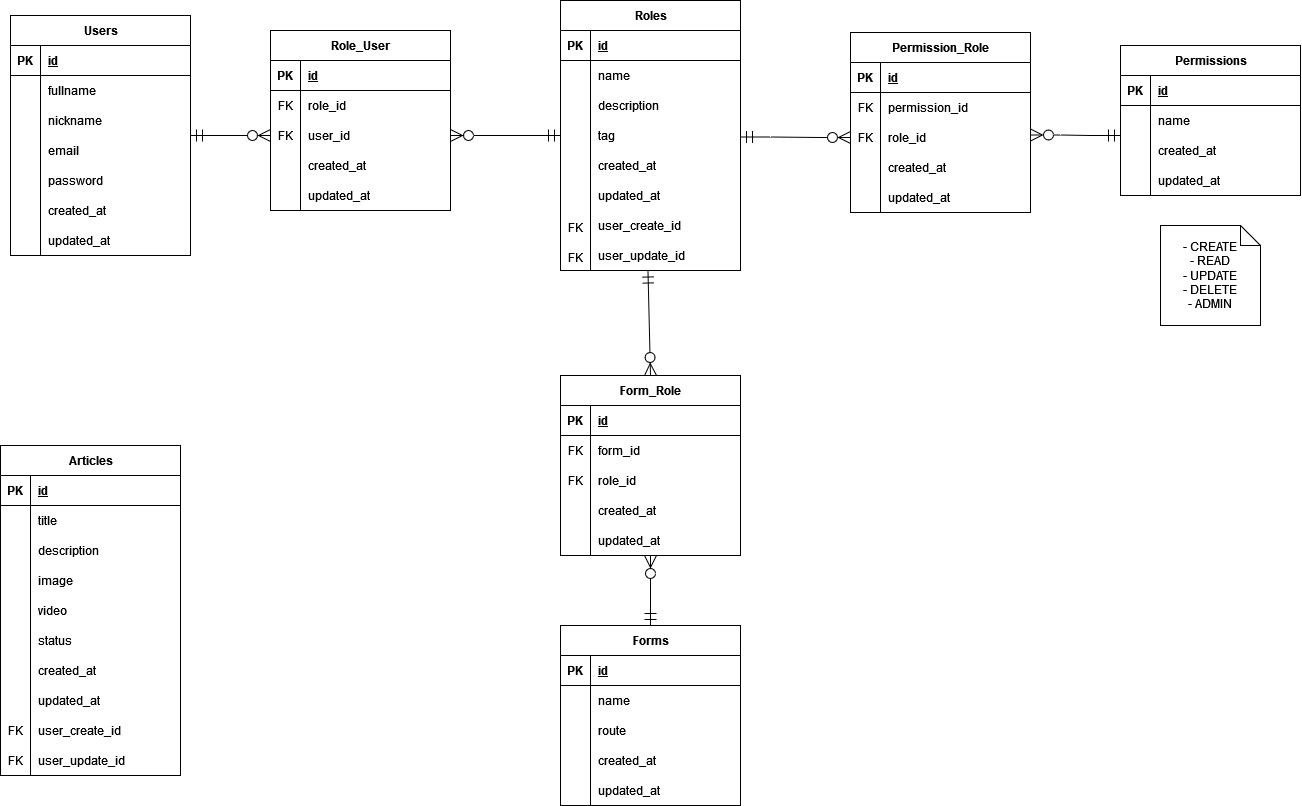 Users
PK id
fullname
nickname
email
password
created_at
updated_at
Role_User
PK id
FK role_id
FK user_id
created_at
updated_at
Roles
PK id
name
description
tag
created_at
updated_at
FK user_create_id
FK user_update_id
Permission_Role
PK id
FK permission_id
FK role_id
created_at
updated_at
Permissions
PK id
name
created_at
updated_at
- CREATE
- READ
- UPDATE
- DELETE
- ADMIN
Form_Role
PK id
FK form_id
FK role_id
created_at
updated_at
Articles
PK id
title
description
image
video
status
created_at
updated_at
FK user_create_id
FK user_update_id
Forms
PK id
name
route
created_at
updated_at